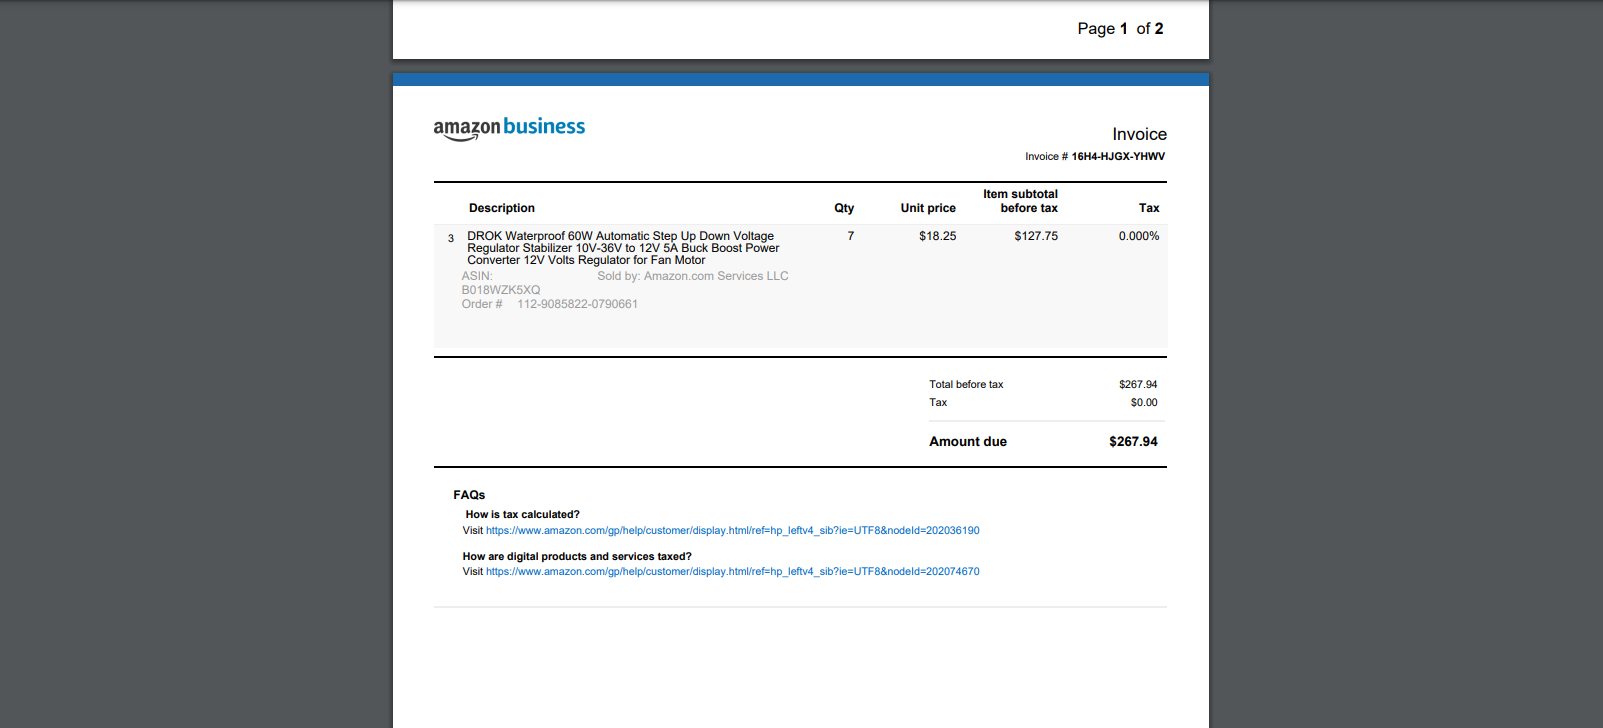 Page 1 of 2
amazon business
Invoice
Invoice # 16H4-HJGX-YHWV
Description Qty Unit price Item subtotal before tax Tax
3 DROK Waterproof 60W Automatic Step Up Down Voltage 7 $18.25 $127.75 0.000%
Regulator Stabilizer 10V-36V to 12V 5A Buck Boost Power
Converter 12V Volts Regulator for Fan Motor
ASIN: Sold by: Amazon.com Services LLC
B018WZK5XQ
Order # 112-9085822-0790661
Total before tax $267.94
Tax $0.00
Amount due $267.94
FAQs
How is tax calculated?
Visit https://www.amazon.com/gp/help/customer/display.html/ref=hp_leftv4_sib?ie=UTF8&nodeId=202036190
How are digital products and services taxed?
Visit https://www.amazon.com/gp/help/customer/display.html/ref=hp_leftv4_sib?ie=UTF8&nodeId=202074670